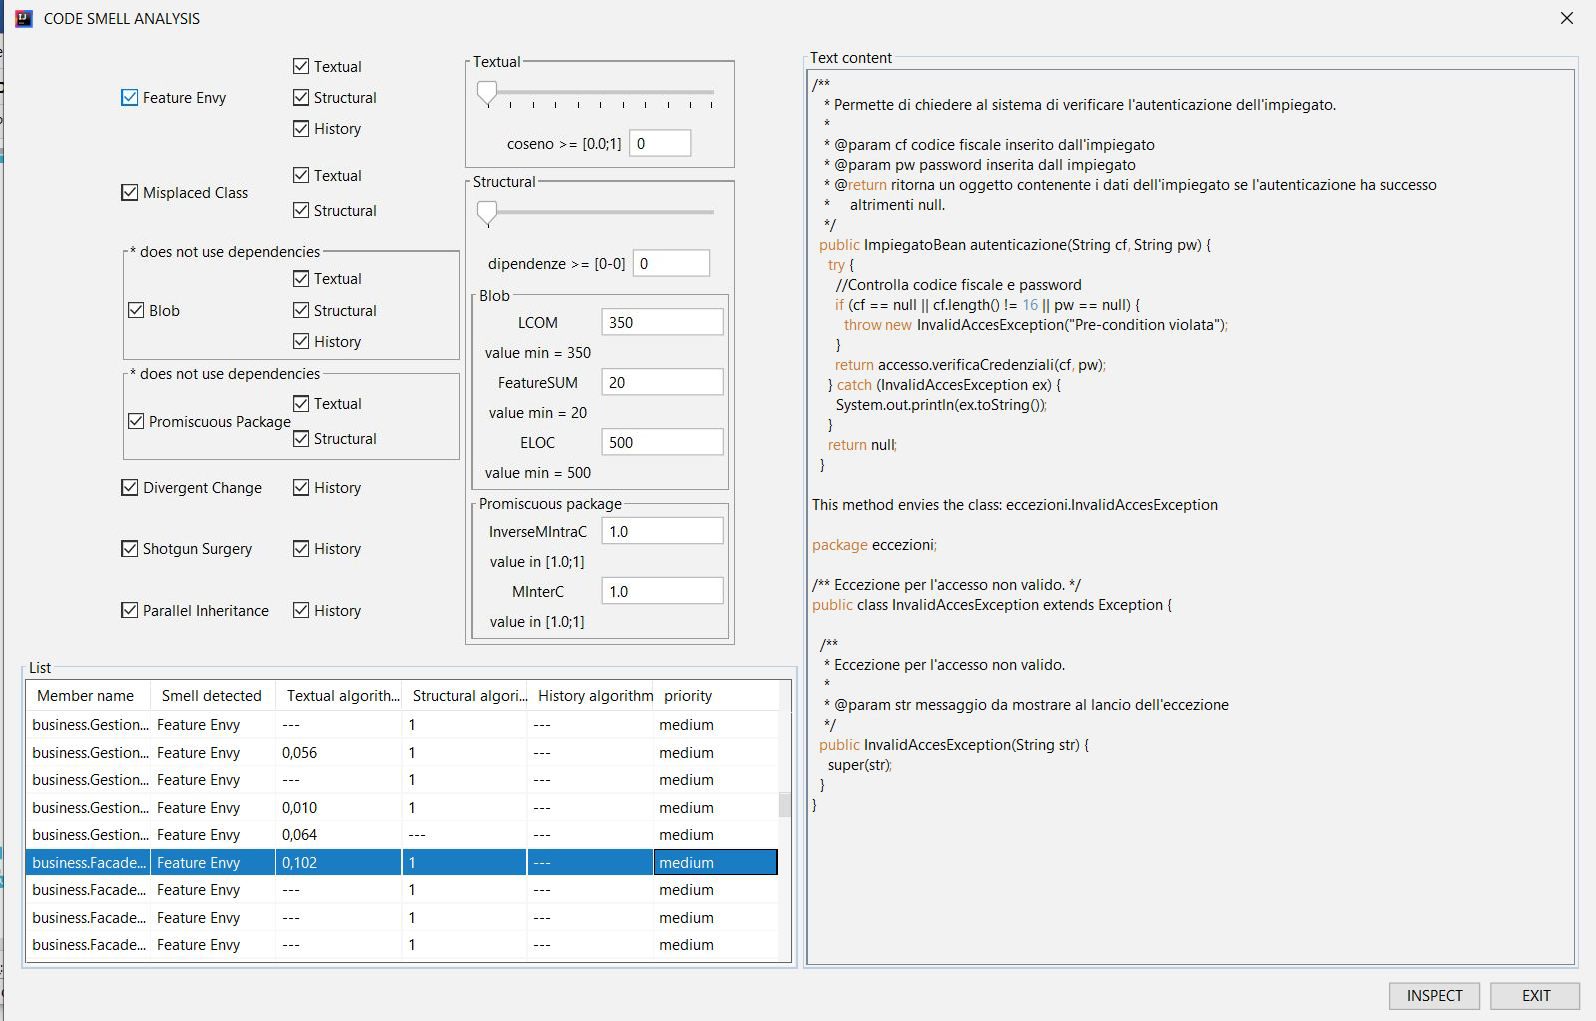 CODE SMELL ANALYSIS
Feature Envy
Textual
Structural
History
Misplaced Class
Textual
Structural
* does not use dependencies
Blob
Textual
Structural
History
* does not use dependencies
Promiscuous Package
Textual
Structural
Divergent Change
History
Shotgun Surgery
History
Parallel Inheritance
History
Textual
coseno >= [0.0;1] 0
Structural
dipendenze >= [0-0] 0
Blob
LCOM 350
value min = 350
FeatureSUM 20
value min = 20
ELOC 500
value min = 500
Promiscuous package
InverseMIntraC 1.0
value in [1.0;1]
MInterC 1.0
value in [1.0;1]
List
Member name Smell detected Textual algorith... Structural algori... History algorithm priority
business.Gestion... Feature Envy --- 1 --- medium
business.Gestion... Feature Envy 0,056 1 --- medium
business.Gestion... Feature Envy --- 1 --- medium
business.Gestion... Feature Envy 0,010 1 --- medium
business.Gestion... Feature Envy 0,064 --- --- medium
business.Facade... Feature Envy 0,102 1 --- medium
business.Facade... Feature Envy --- 1 --- medium
business.Facade... Feature Envy --- 1 --- medium
business.Facade... Feature Envy --- 1 --- medium
Text content
/**
* Permette di chiedere al sistema di verificare l'autenticazione dell'impiegato.
*
* @param cf codice fiscale inserito dall'impiegato
* @param pw password inserita dall impiegato
* @return ritorna un oggetto contenente i dati dell'impiegato se l'autenticazione ha successo
* altrimenti null.
*/
public ImpiegatoBean autenticazione(String cf, String pw) {
try {
//Controlla codice fiscale e password
if (cf == null || cf.length() != 16 || pw == null) {
throw new InvalidAccesException("Pre-condition violata");
}
return accesso.verificaCredenziali(cf, pw);
} catch (InvalidAccesException ex) {
System.out.println(ex.toString());
}
return null;
}
This method envies the class: eccezioni.InvalidAccesException
package eccezioni;
/** Eccezione per l'accesso non valido. */
public class InvalidAccesException extends Exception {
/**
* Eccezione per l'accesso non valido.
*
* @param str messaggio da mostrare al lancio dell'eccezione
*/
public InvalidAccesException(String str) {
super(str);
}
}
INSPECT
EXIT